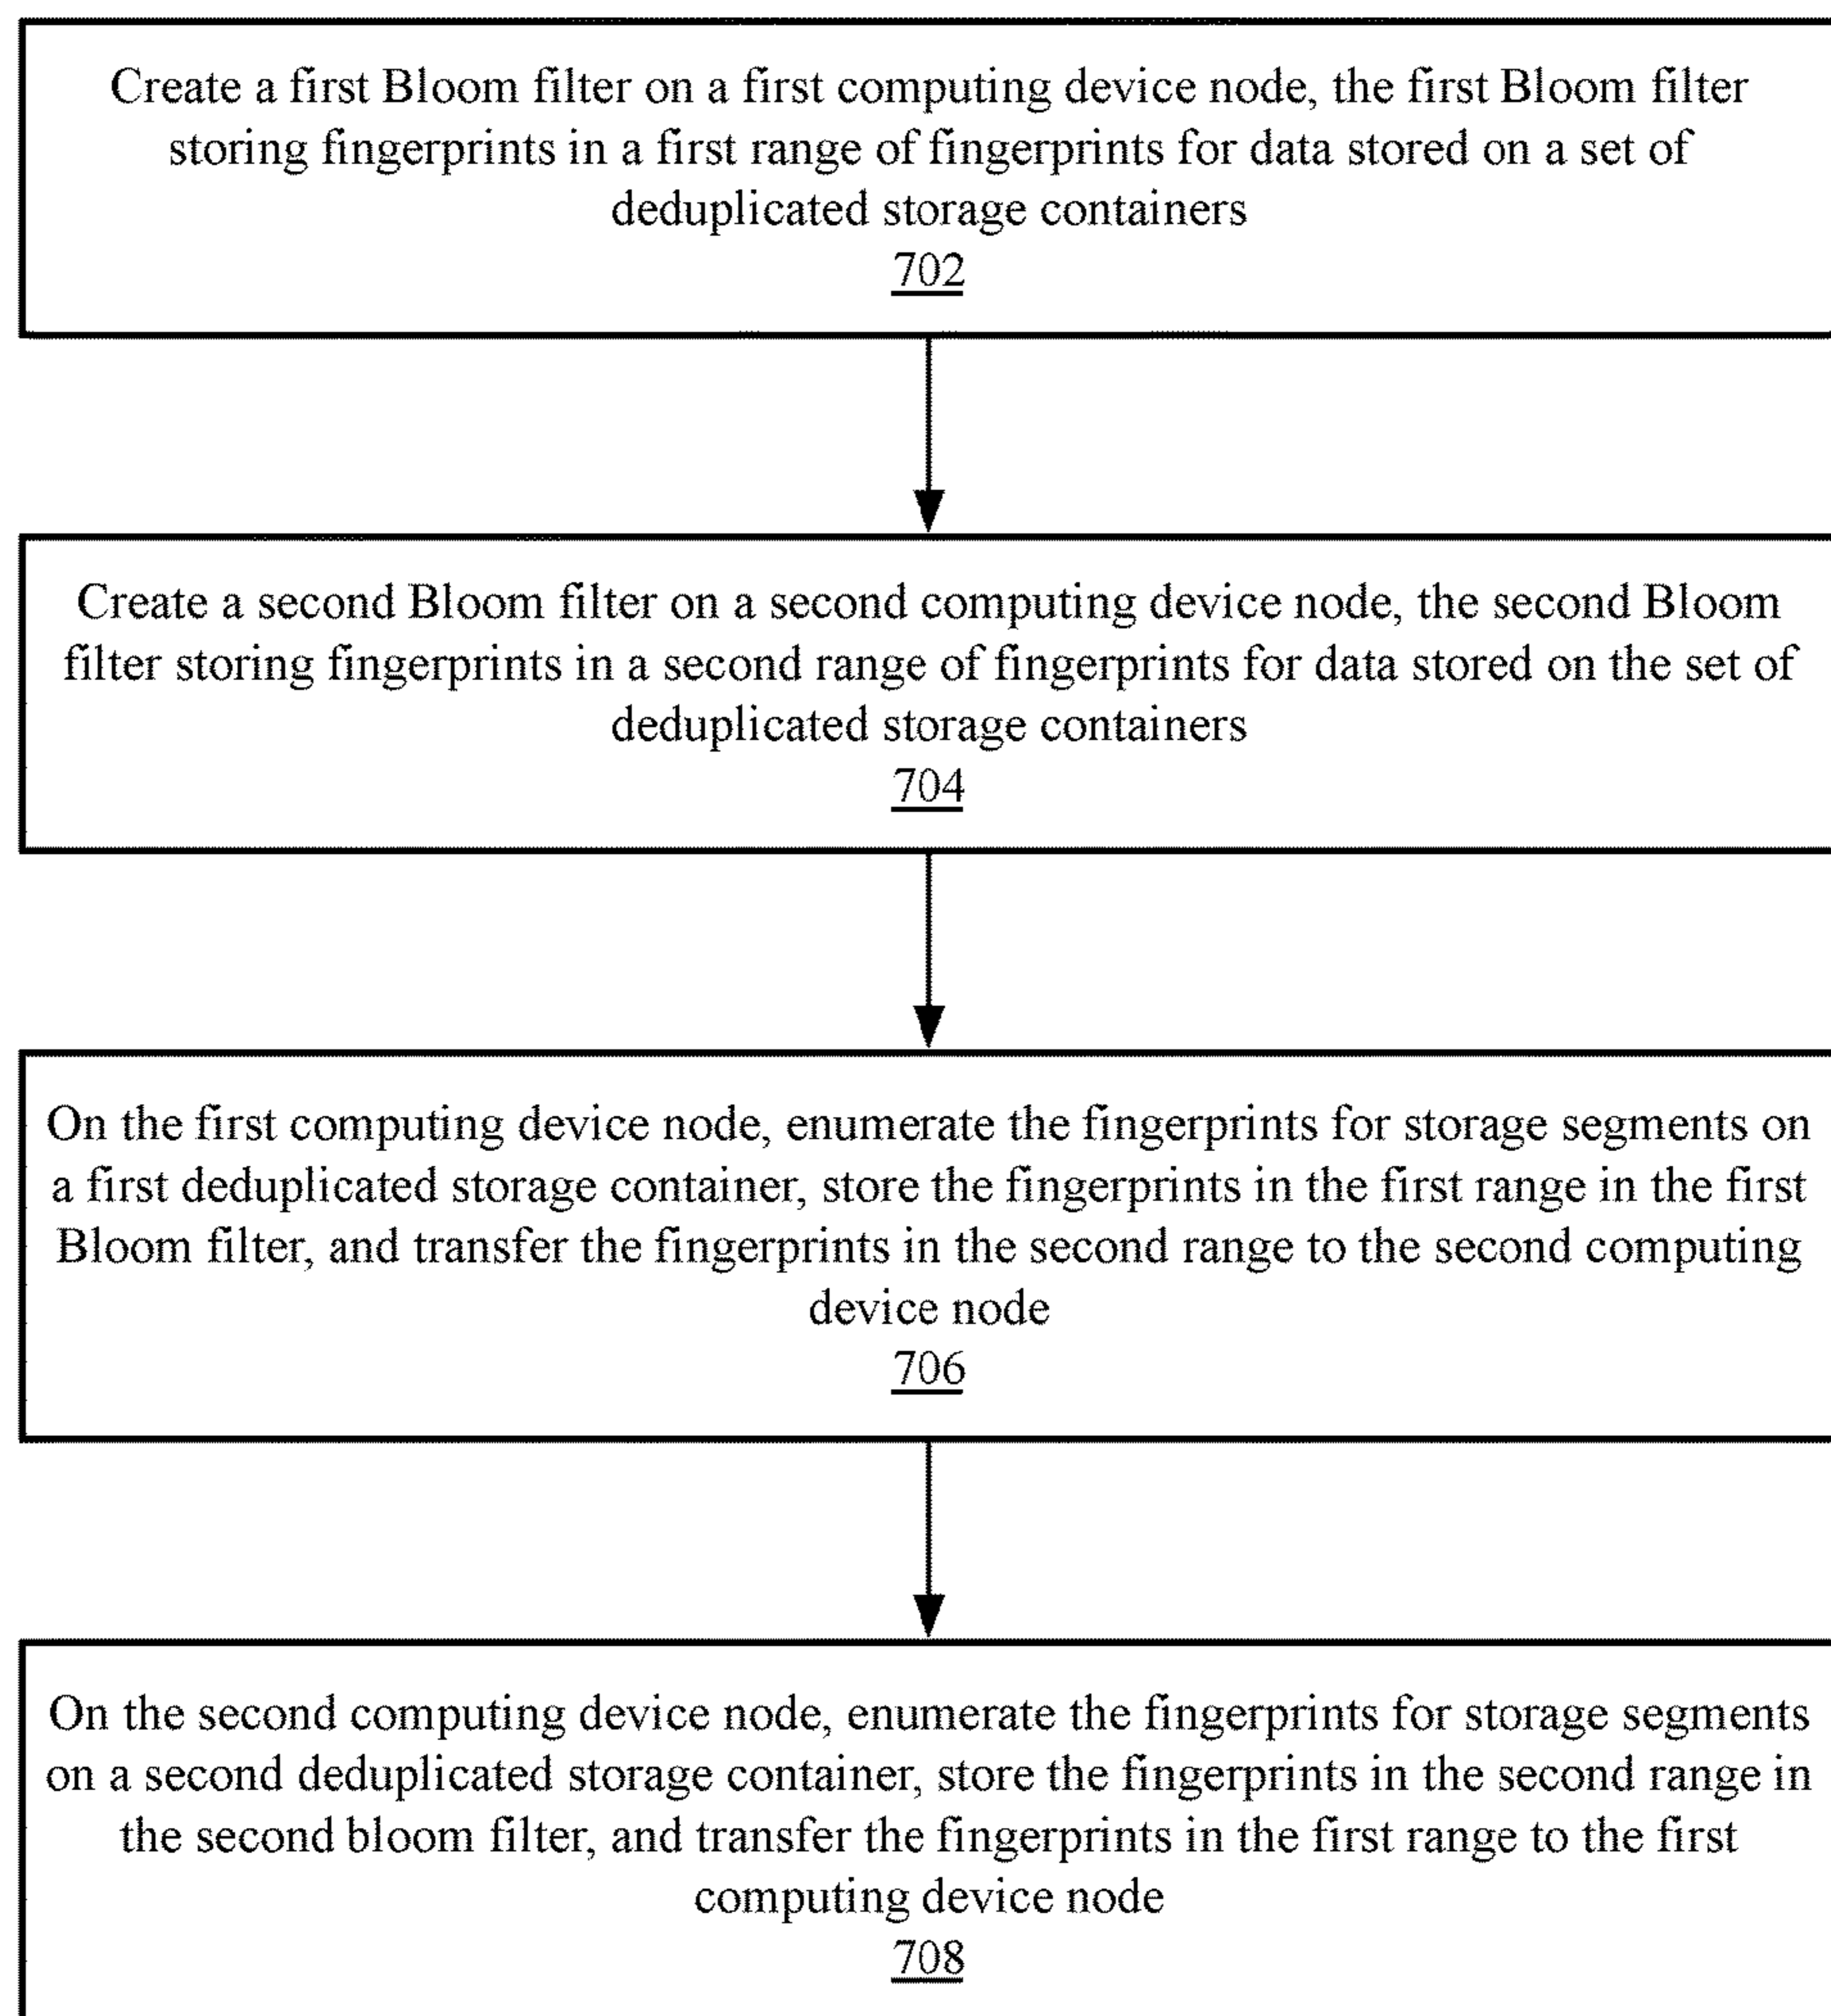 Create a first Bloom filter on a first computing device node, the first Bloom filter
storing fingerprints in a first range of fingerprints for data stored on a set of
deduplicated storage containers
702
Create a second Bloom filter on a second computing device node, the second Bloom
filter storing fingerprints in a second range of fingerprints for data stored on the set of
deduplicated storage containers
704
On the first computing device node, enumerate the fingerprints for storage segments on
a first deduplicated storage container, store the fingerprints in the first range in the first
Bloom filter, and transfer the fingerprints in the second range to the second computing
device node
706
On the second computing device node, enumerate the fingerprints for storage segments
on a second deduplicated storage container, store the fingerprints in the second range in
the second bloom filter, and transfer the fingerprints in the first range to the first
computing device node
708